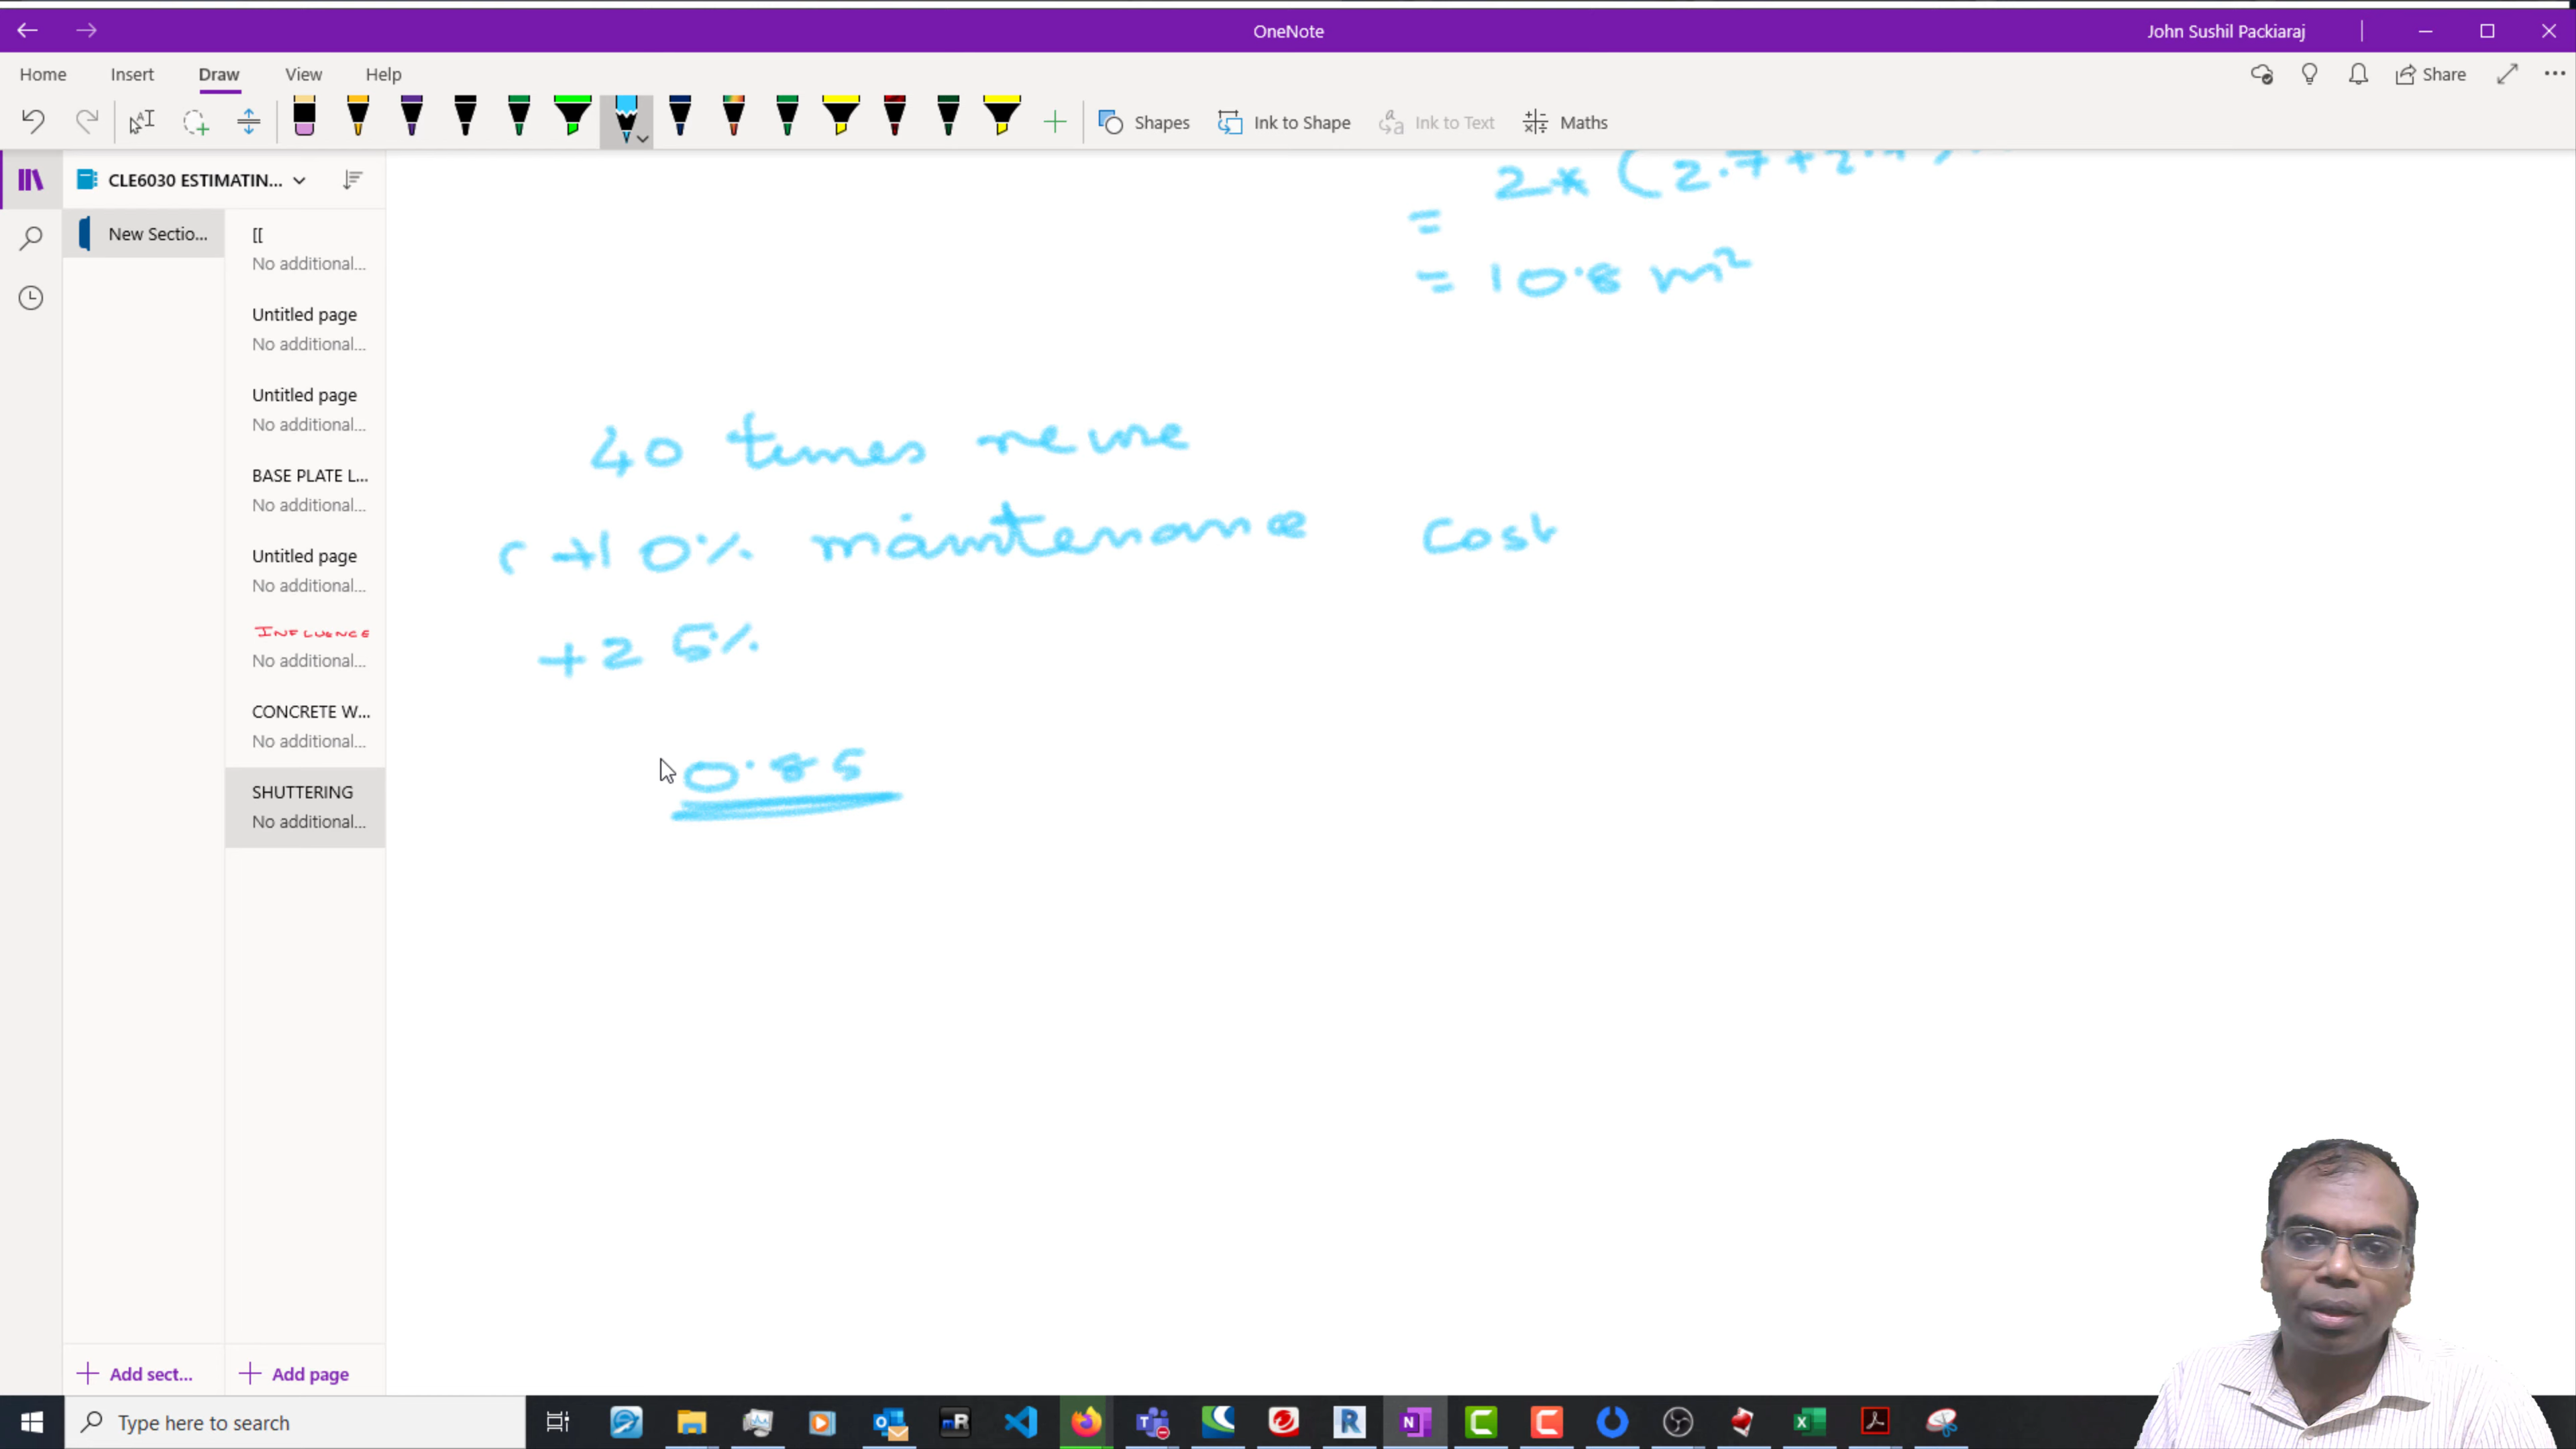 OneNote
John Sushil Packiaraj
Home Insert Draw View Help
Share
Shapes Ink to Shape Ink to Text Maths
CLE6030 ESTIMATIN...
New Sectio...
[[
No additional...
Untitled page
No additional...
Untitled page
No additional...
BASE PLATE L...
No additional...
Untitled page
No additional...
INFLUENCE
No additional...
CONCRETE W...
No additional...
SHUTTERING
No additional...
Add sect...
Add page
= 2* (2.7+2.
= 10.8 m²
40 times reuse
( +10% maintenance cost
+25%
0.85
Type here to search